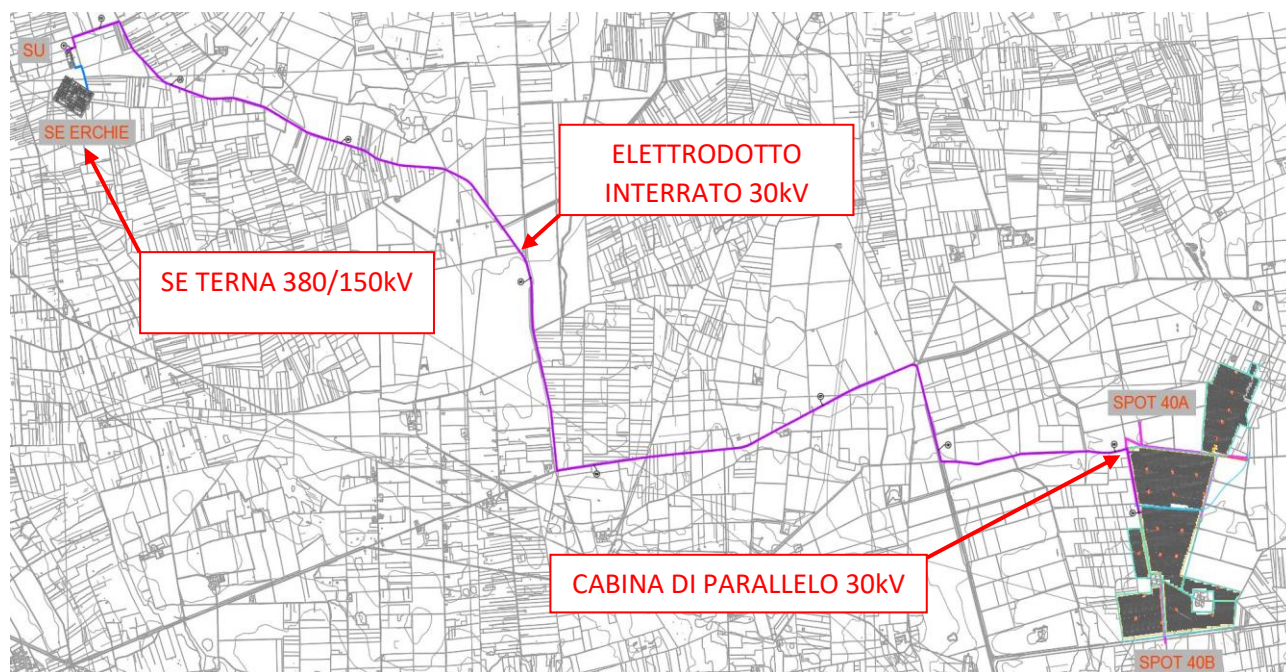 SU
SE ERCHIE
ELETTRODOTTO
INTERRATO 30kV
SE TERNA 380/150kV
SPOT 40A
CABINA DI PARALLELO 30kV
SPOT 40B